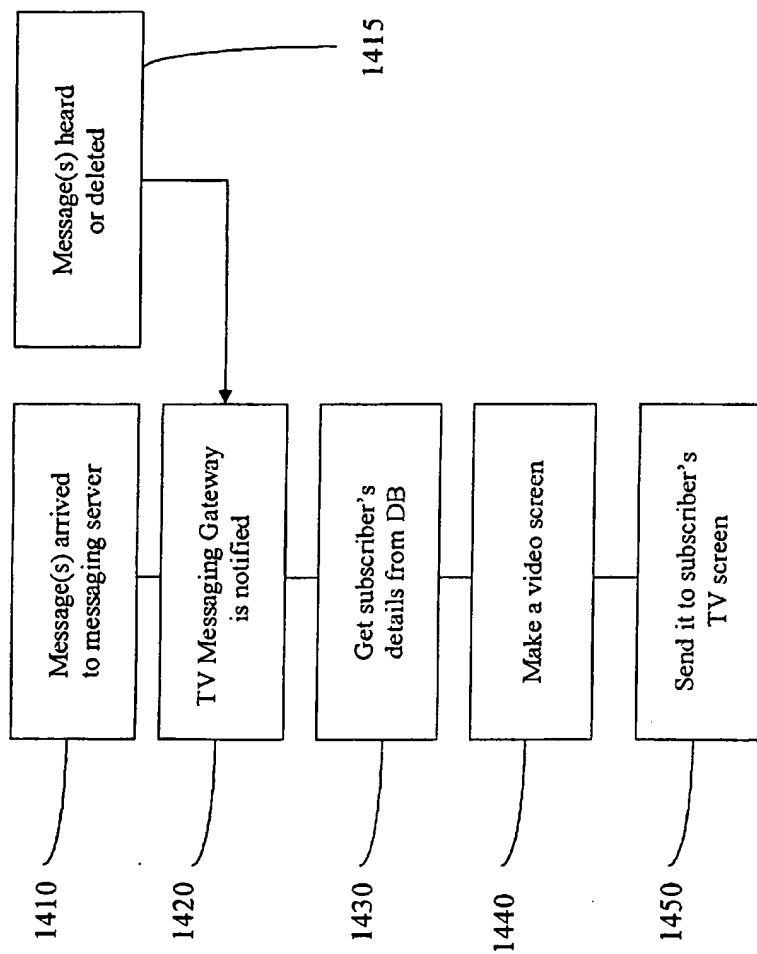 1410
Message(s) arrived
to messaging server
Message(s) heard
or deleted
1415
1420
TV Messaging Gateway
is notified
1430
Get subscriber's
details from DB
1440
Make a video screen
1450
Send it to subscriber's
TV screen